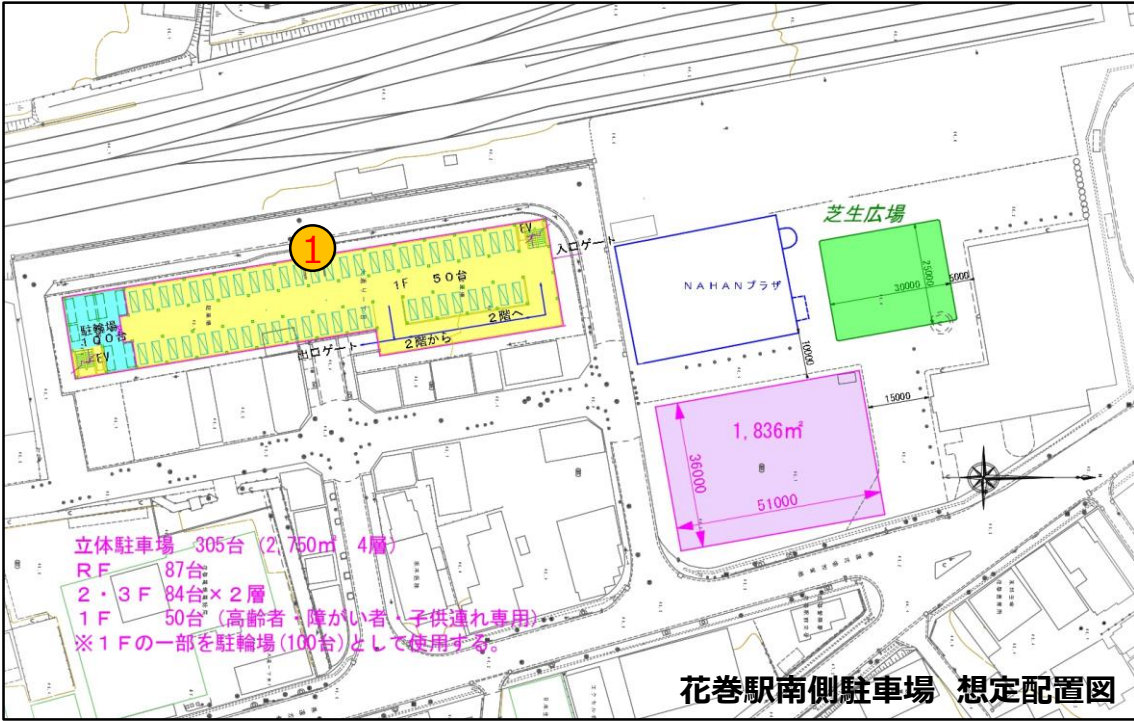 芝生広場
25000
30000
5000
NAHANプラザ
10000
15000
1,836㎡
36000
51000
1
EV
入口ゲート
1F 50台
2階へ
2階から
出口ゲート
駐輪場
100台
EV
立体駐車場 305台 (2,750㎡ 4層)
RF 87台
2・3F 84台×2層
1F 50台 (高齢者・障がい者・子供連れ専用)
※1Fの一部を駐輪場(100台)として使用する。
花巻駅南側駐車場 想定配置図